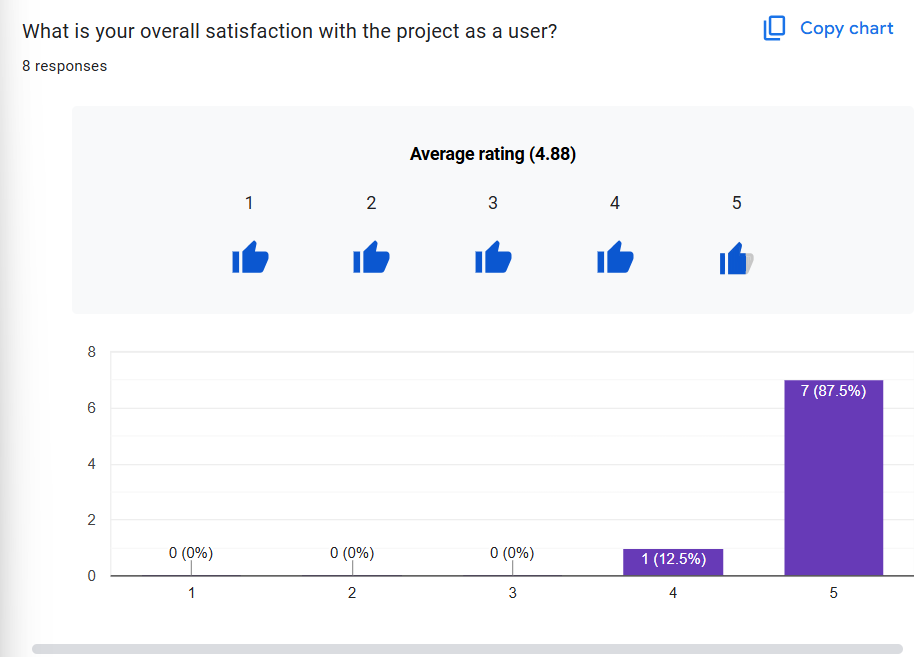 What is your overall satisfaction with the project as a user?
Copy chart
8 responses
Average rating (4.88)
1 2 3 4 5
8
6
4
2
0
0 (0%) 0 (0%) 0 (0%) 1 (12.5%) 7 (87.5%)
1 2 3 4 5